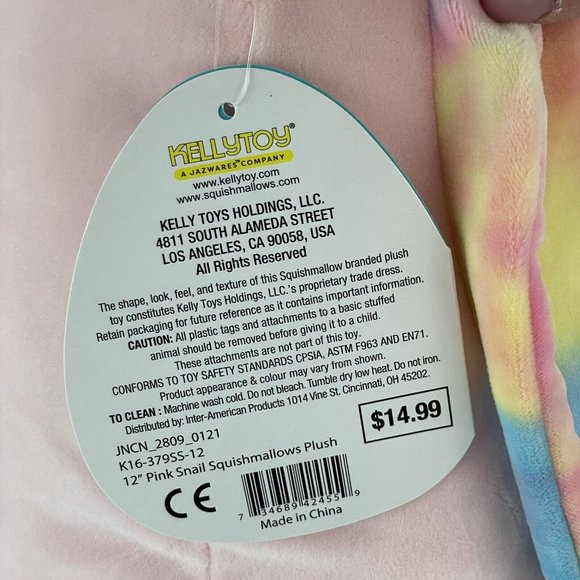 KELLYTOY
A JAZWARES™ COMPANY
www.kellytoy.com
www.squishmallows.com
KELLY TOYS HOLDINGS, LLC.
4811 SOUTH ALAMEDA STREET
LOS ANGELES, CA 90058, USA
All Rights Reserved
The shape, look, feel, and texture of this Squishmallow branded plush
toy constitutes Kelly Toys Holdings, LLC.'s proprietary trade dress.
Retain packaging for future reference as it contains important information.
CAUTION: All plastic tags and attachments to a basic stuffed
animal should be removed before giving it to a child.
These attachments are not part of this toy.
CONFORMS TO TOY SAFETY STANDARDS CPSIA, ASTM F963 AND EN71.
Product appearance & colour may vary from shown.
TO CLEAN : Machine wash cold. Do not bleach. Tumble dry low heat. Do not iron.
Distributed by: Inter-American Products 1014 Vine St. Cincinnati, OH 45202.
$14.99
JNCN_2809_0121
K16-379SS-12
12" Pink Snail Squishmallows Plush
CE
7 34689 42455 9
Made in China